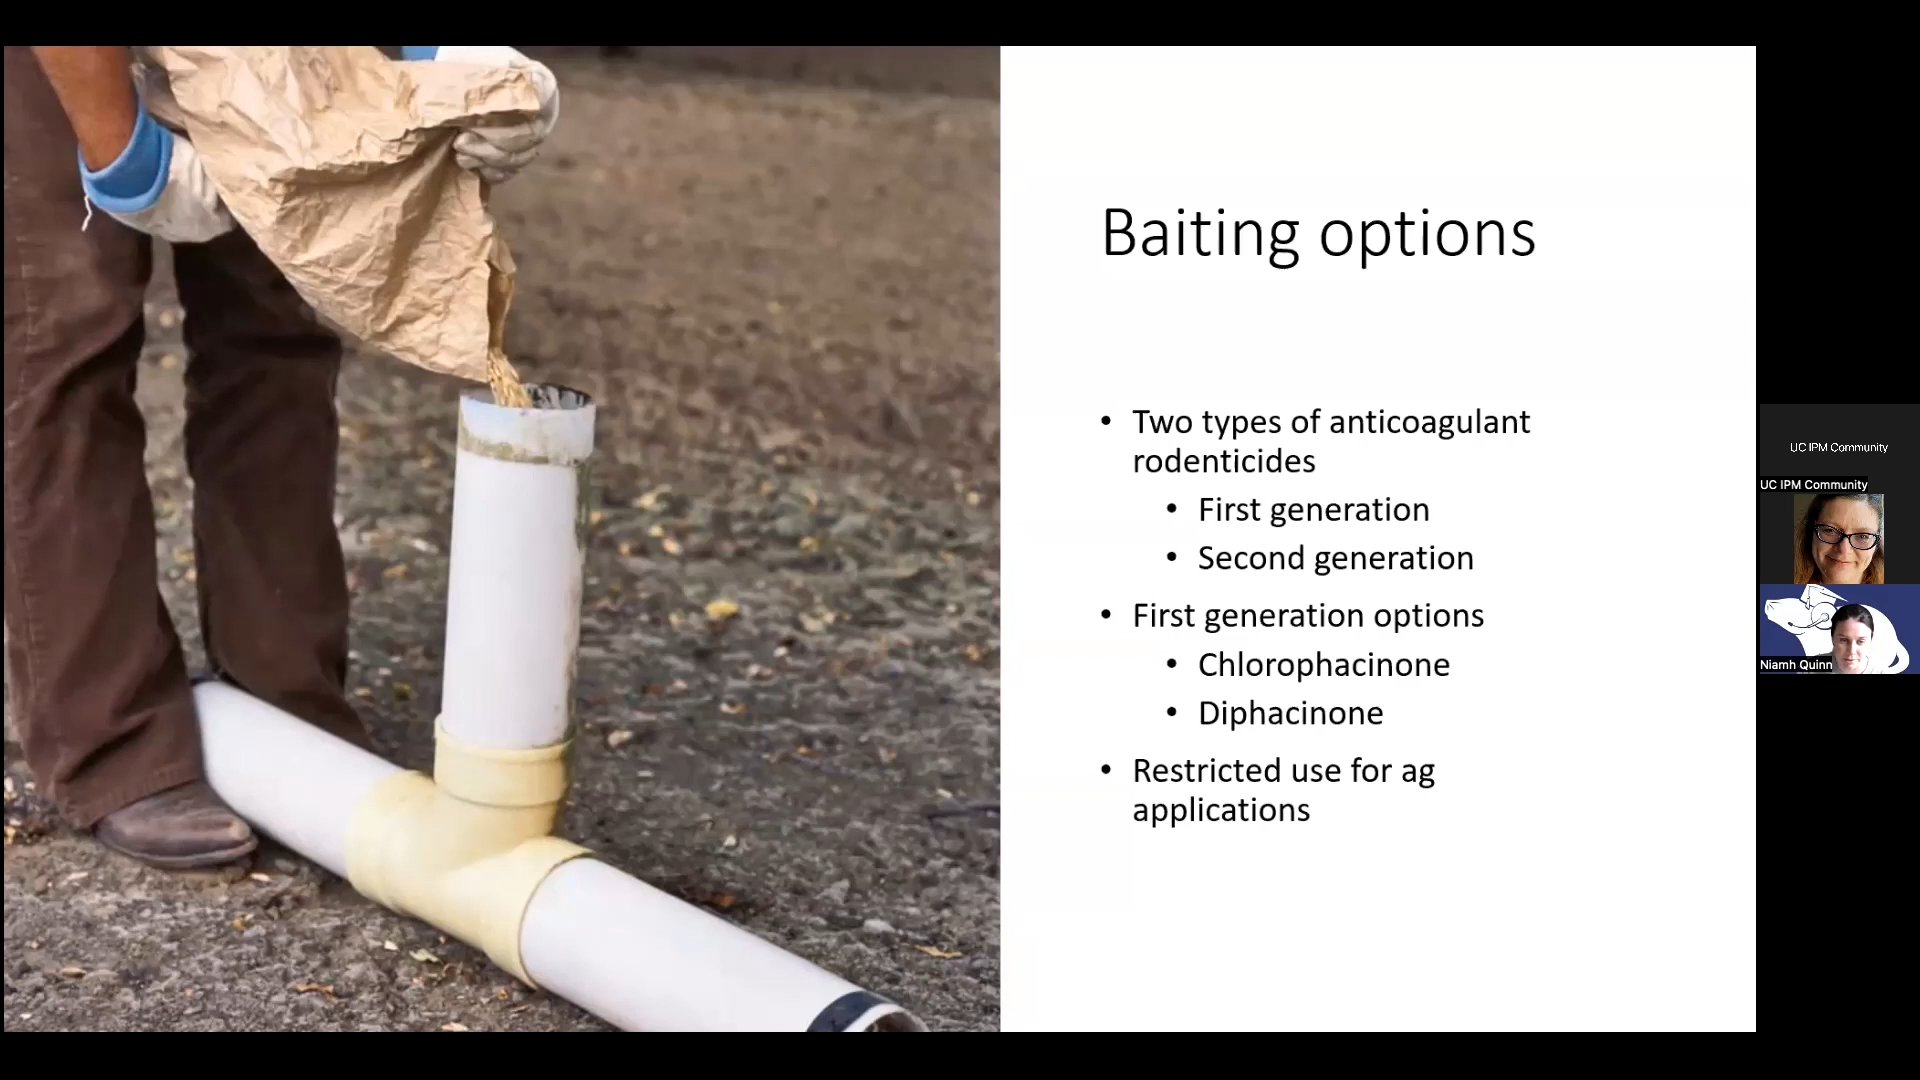 Baiting options
• Two types of anticoagulant
rodenticides
• First generation
• Second generation
• First generation options
• Chlorophacinone
• Diphacinone
• Restricted use for ag
applications
UC IPM Community
UC IPM Community
Niamh Quinn